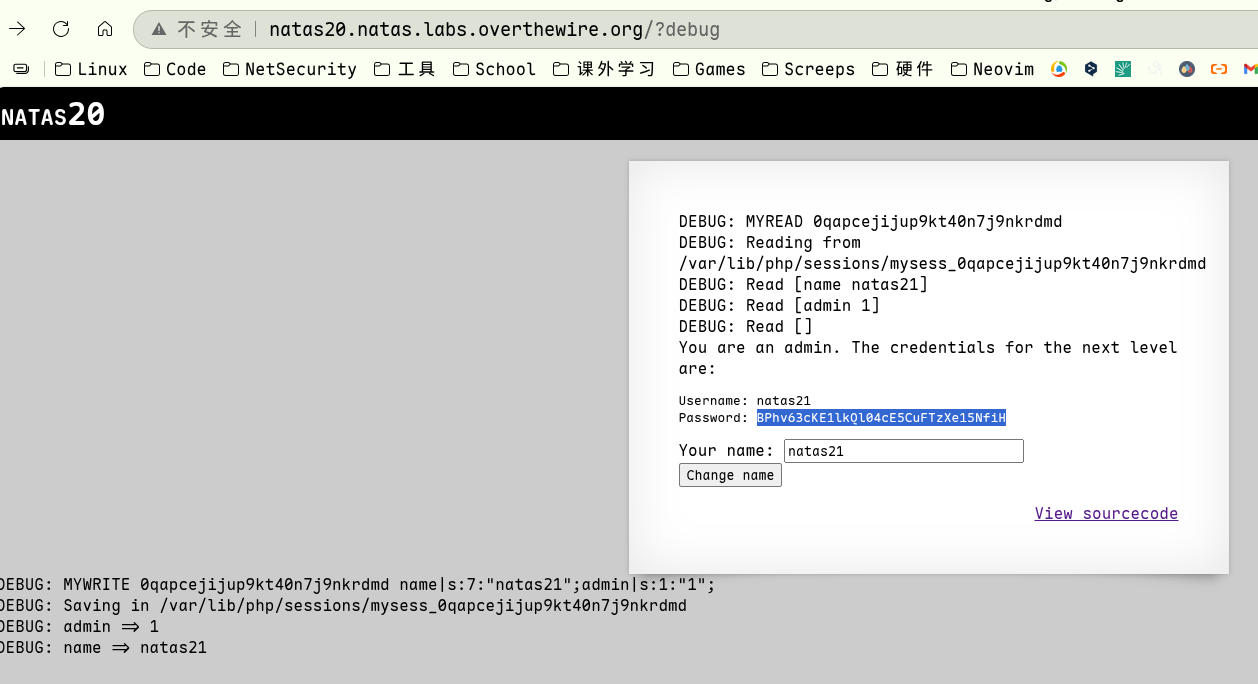 不安全 natas20.natas.labs.overthewire.org/?debug
Linux Code NetSecurity 工具 School 课外学习 Games Screeps 硬件 Neovim
NATAS20
DEBUG: MYREAD 0qapcejijup9kt40n7j9nkrdmd
DEBUG: Reading from
/var/lib/php/sessions/mysess_0qapcejijup9kt40n7j9nkrdmd
DEBUG: Read [name natas21]
DEBUG: Read [admin 1]
DEBUG: Read []
You are an admin. The credentials for the next level
are:
Username: natas21
Password: BPhv63cKE1lkQl04cE5CuFTzXe15NfiH
Your name: natas21
Change name
View sourcecode
DEBUG: MYWRITE 0qapcejijup9kt40n7j9nkrdmd name|s:7:"natas21";admin|s:1:"1";
DEBUG: Saving in /var/lib/php/sessions/mysess_0qapcejijup9kt40n7j9nkrdmd
DEBUG: admin => 1
DEBUG: name => natas21